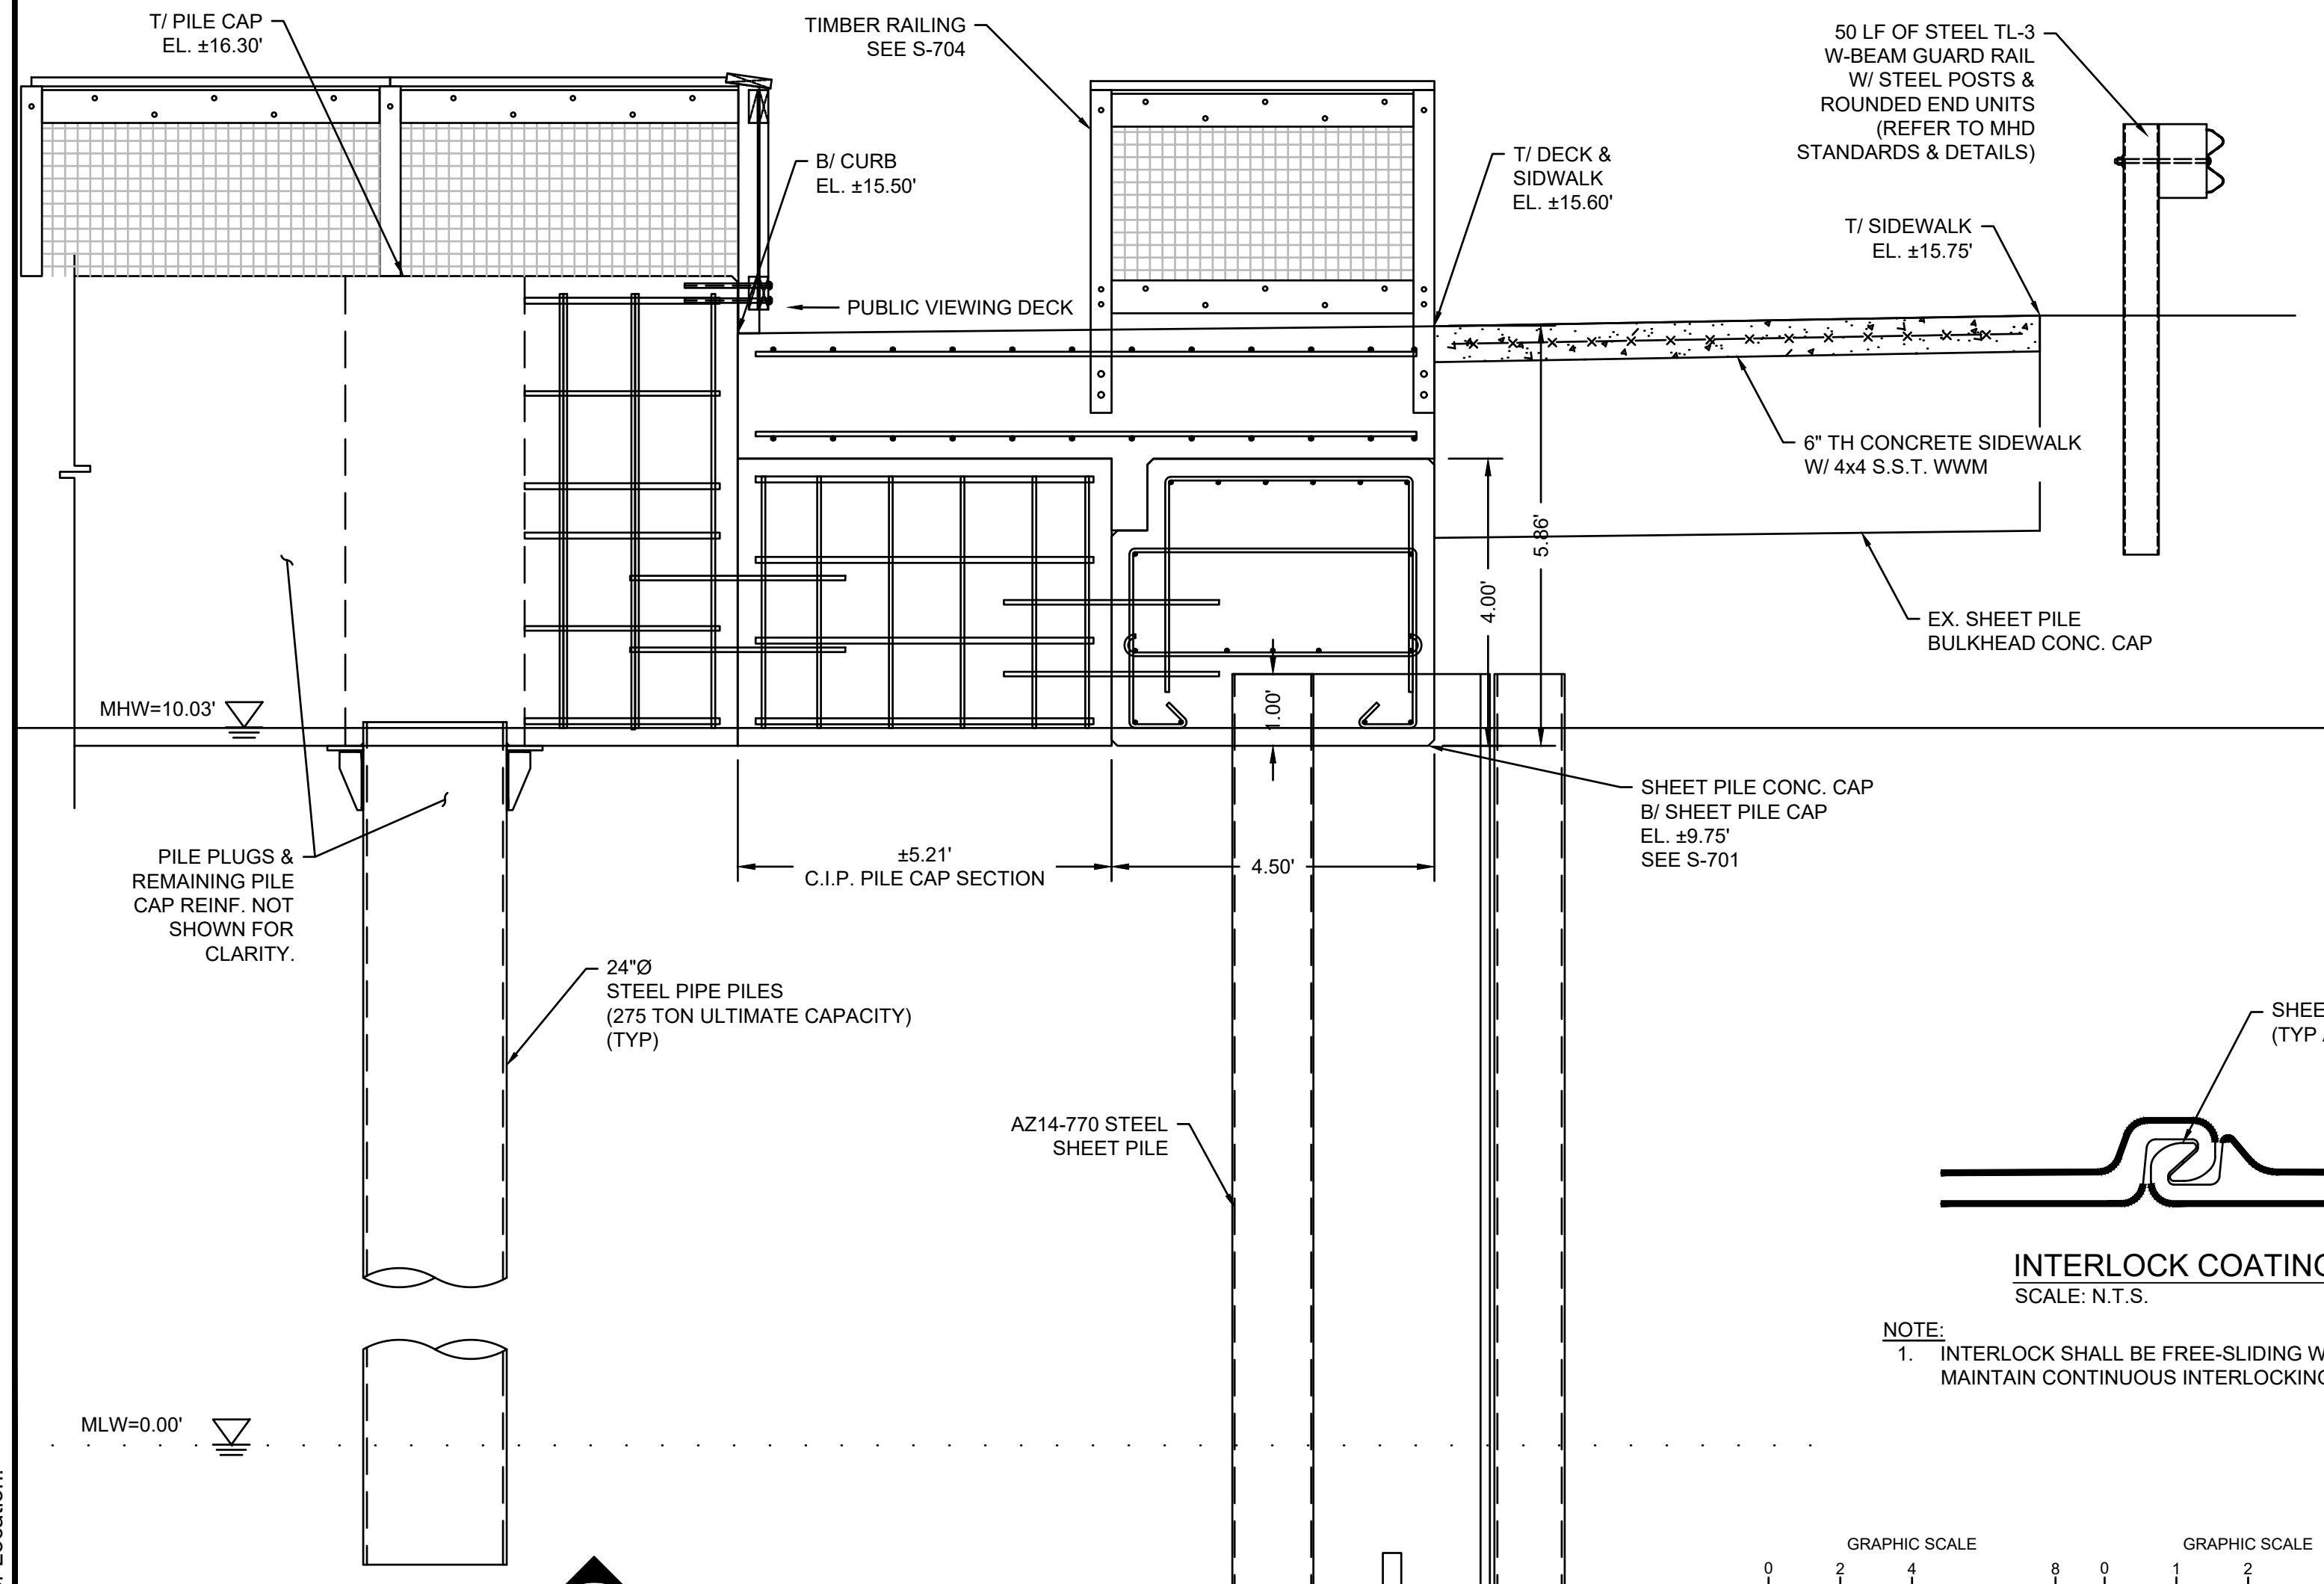 T/ PILE CAP
EL. ±16.30'
TIMBER RAILING
SEE S-704
50 LF OF STEEL TL-3
W-BEAM GUARD RAIL
W/ STEEL POSTS &
ROUNDED END UNITS
(REFER TO MHD
STANDARDS & DETAILS)
B/ CURB
EL. ±15.50'
T/ DECK &
SIDWALK
EL. ±15.60'
T/ SIDEWALK
EL. ±15.75'
PUBLIC VIEWING DECK
6" TH CONCRETE SIDEWALK
W/ 4x4 S.S.T. WWM
5.86'
4.00'
EX. SHEET PILE
BULKHEAD CONC. CAP
MHW=10.03'
1.00'
SHEET PILE CONC. CAP
B/ SHEET PILE CAP
EL. ±9.75'
SEE S-701
PILE PLUGS &
REMAINING PILE
CAP REINF. NOT
SHOWN FOR
CLARITY.
±5.21'
C.I.P. PILE CAP SECTION
4.50'
24"Ø
STEEL PIPE PILES
(275 TON ULTIMATE CAPACITY)
(TYP)
AZ14-770 STEEL
SHEET PILE
SHEE
(TYP
INTERLOCK COATING
SCALE: N.T.S.
NOTE:
1. INTERLOCK SHALL BE FREE-SLIDING W
MAINTAIN CONTINUOUS INTERLOCKING
MLW=0.00'
GRAPHIC SCALE
0 2 4 8
GRAPHIC SCALE
0 1 2